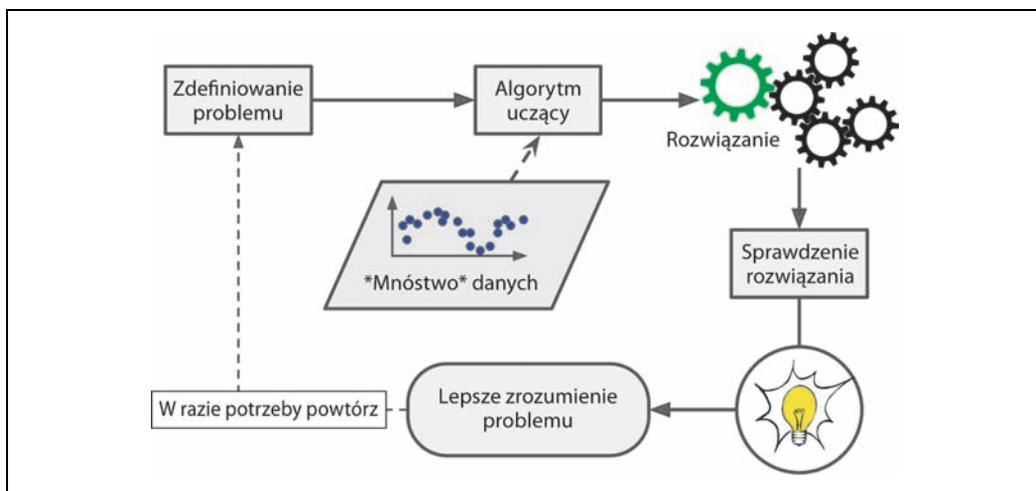 Zdefiniowanie
problemu
Algorytm
uczący
Rozwiązanie
*Mnóstwo* danych
Sprawdzenie
rozwiązania
Lepsze zrozumienie
problemu
W razie potrzeby powtórz